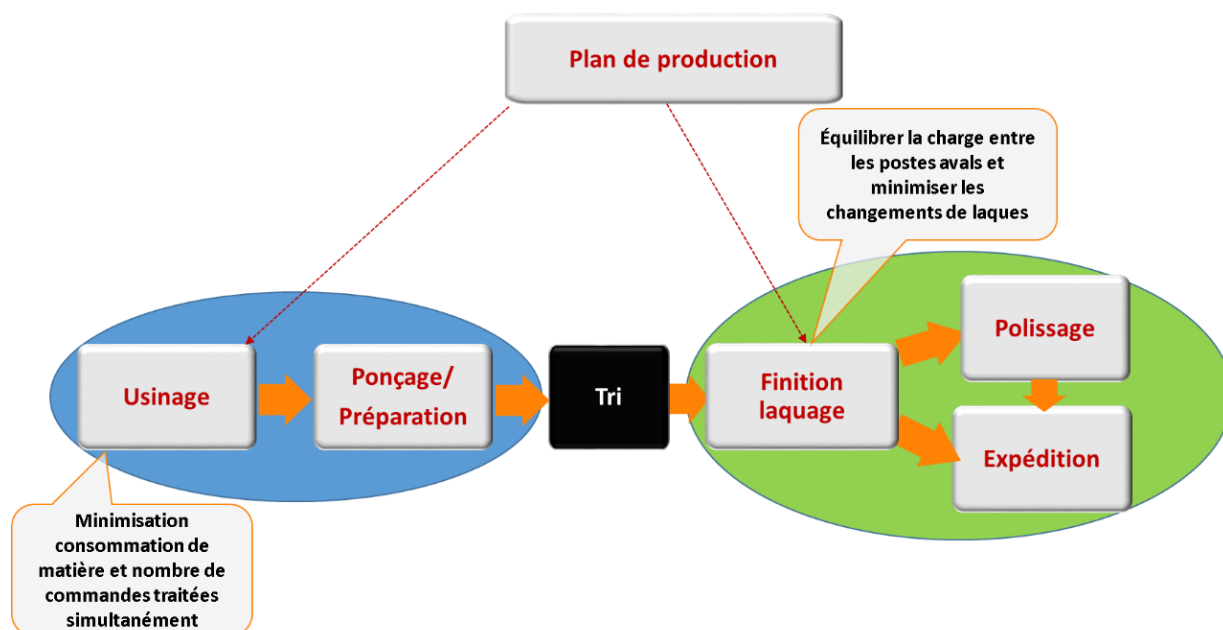 Plan de production
Équilibrer la charge entre
les postes avals et
minimiser les
changements de laques
Usinage
Ponçage/
Préparation
Tri
Finition
laquage
Polissage
Expédition
Minimisation
consommation de
matière et nombre de
commandes traitées
simultanément